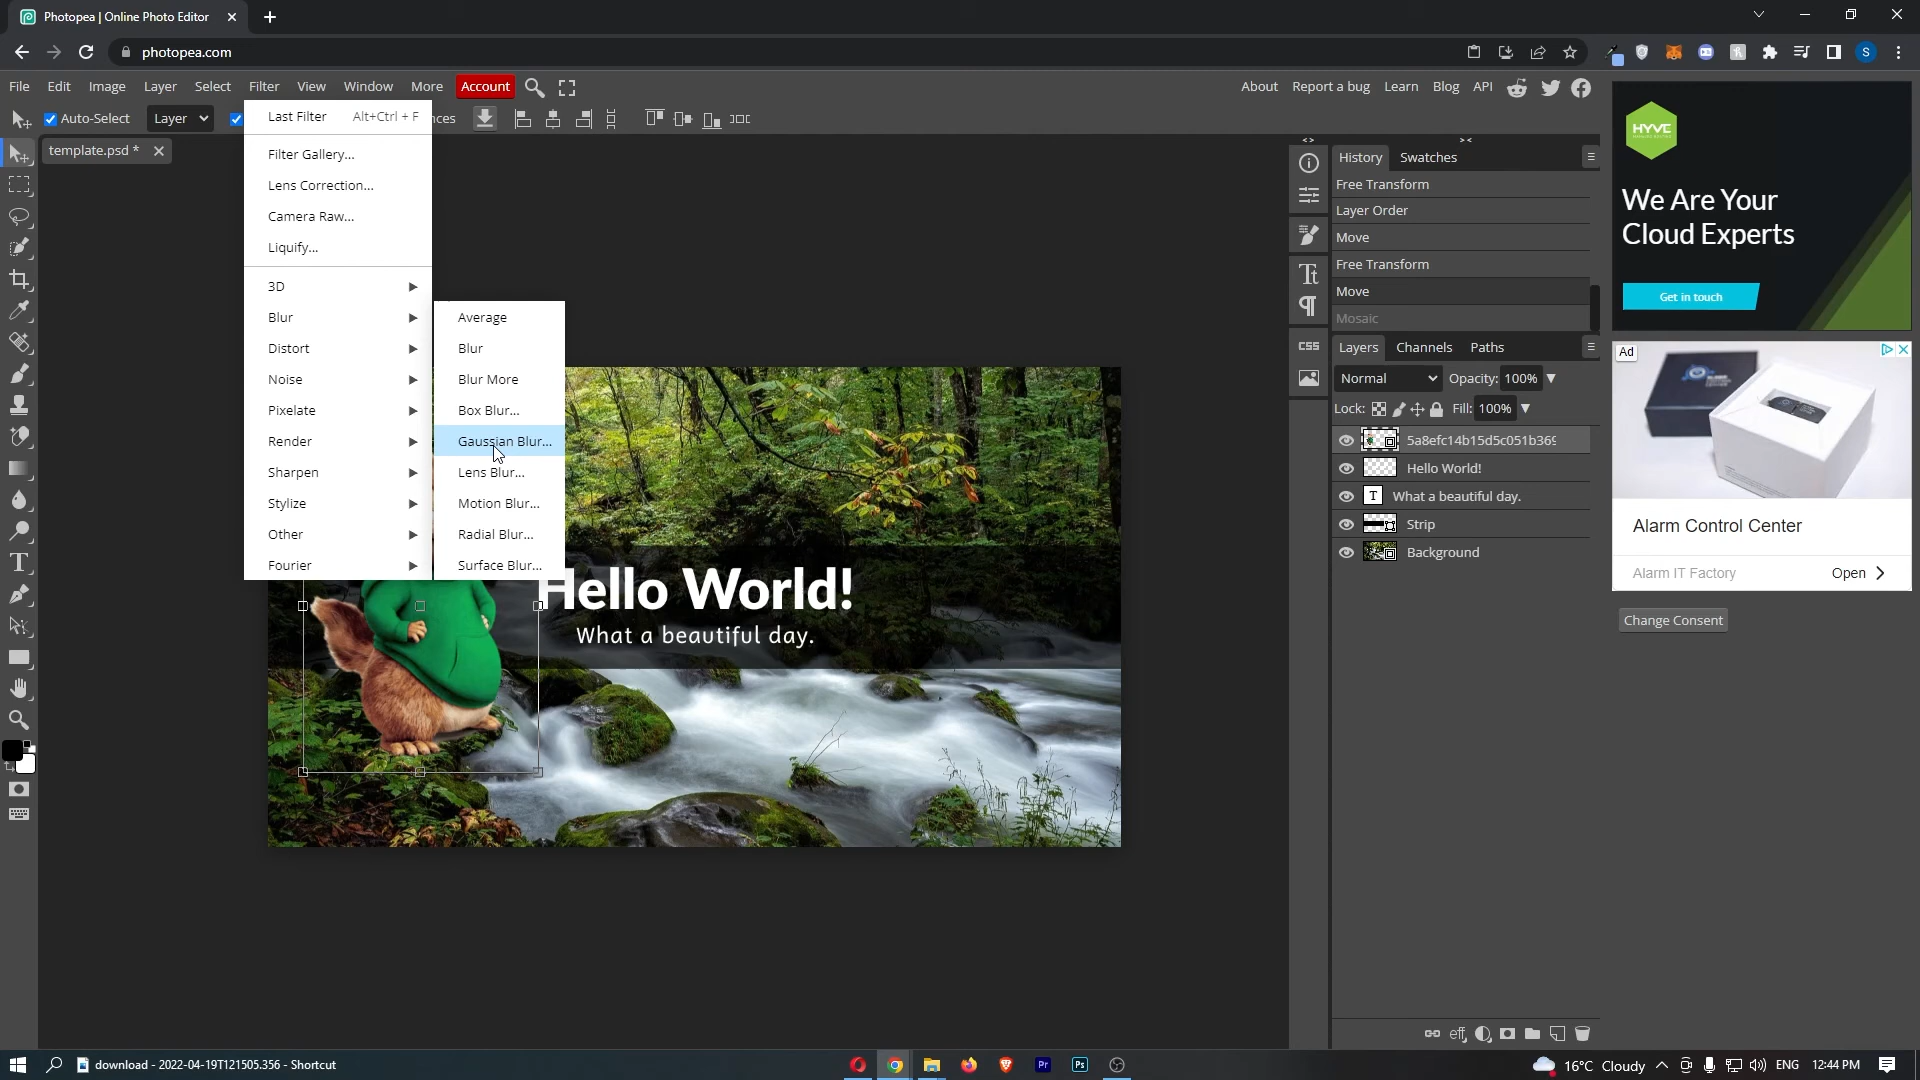 Photopea | Online Photo Editor
photopea.com
S
File Edit Image Layer Select Filter View Window More Account
About Report a bug Learn Blog API
Auto-Select Layer
template.psd *
Last Filter Alt+Ctrl + F
Filter Gallery...
Lens Correction...
Camera Raw...
Liquify...
3D
Blur
Distort
Noise
Pixelate
Render
Sharpen
Stylize
Other
Fourier
Average
Blur
Blur More
Box Blur...
Gaussian Blur...
Lens Blur...
Motion Blur...
Radial Blur...
Surface Blur...
Hello World!
What a beautiful day.
CSS
History Swatches
Free Transform
Layer Order
Move
Free Transform
Move
Mosaic
Layers Channels Paths
Normal Opacity: 100%
Lock: Fill: 100%
5a8efc14b15d5c051b369
Hello World!
T What a beautiful day.
Strip
Background
eff
HYVE
We Are Your
Cloud Experts
Get in touch
Ad
Alarm Control Center
Alarm IT Factory Open
Change Consent
download - 2022-04-19T121505.356 - Shortcut
Pr
Ps
16°C Cloudy ENG 12:44 PM